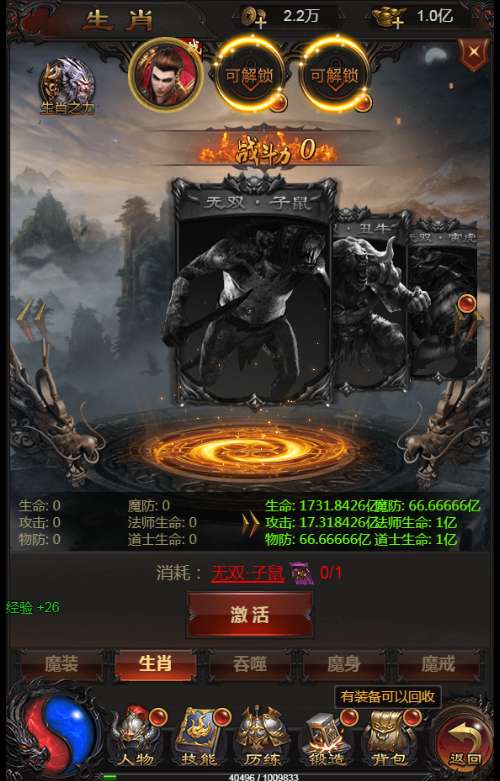 生肖
2.2万
1.0亿
生肖之力
可解锁
可解锁
战斗力 0
无双·子鼠
·丑牛
双·寅虎
生命: 0 魔防: 0 生命: 1731.8426亿 魔防: 66.66666亿
攻击: 0 法师生命: 0 攻击: 17.318426亿 法师生命: 1亿
物防: 0 道士生命: 0 物防: 66.66666亿 道士生命: 1亿
消耗： 无双·子鼠 0/1
经验 +26
激活
魔装 生肖 吞噬 魔身 魔戒
有装备可以回收
人物 技能 历练 锻造 背包 返回
40496 / 1009833